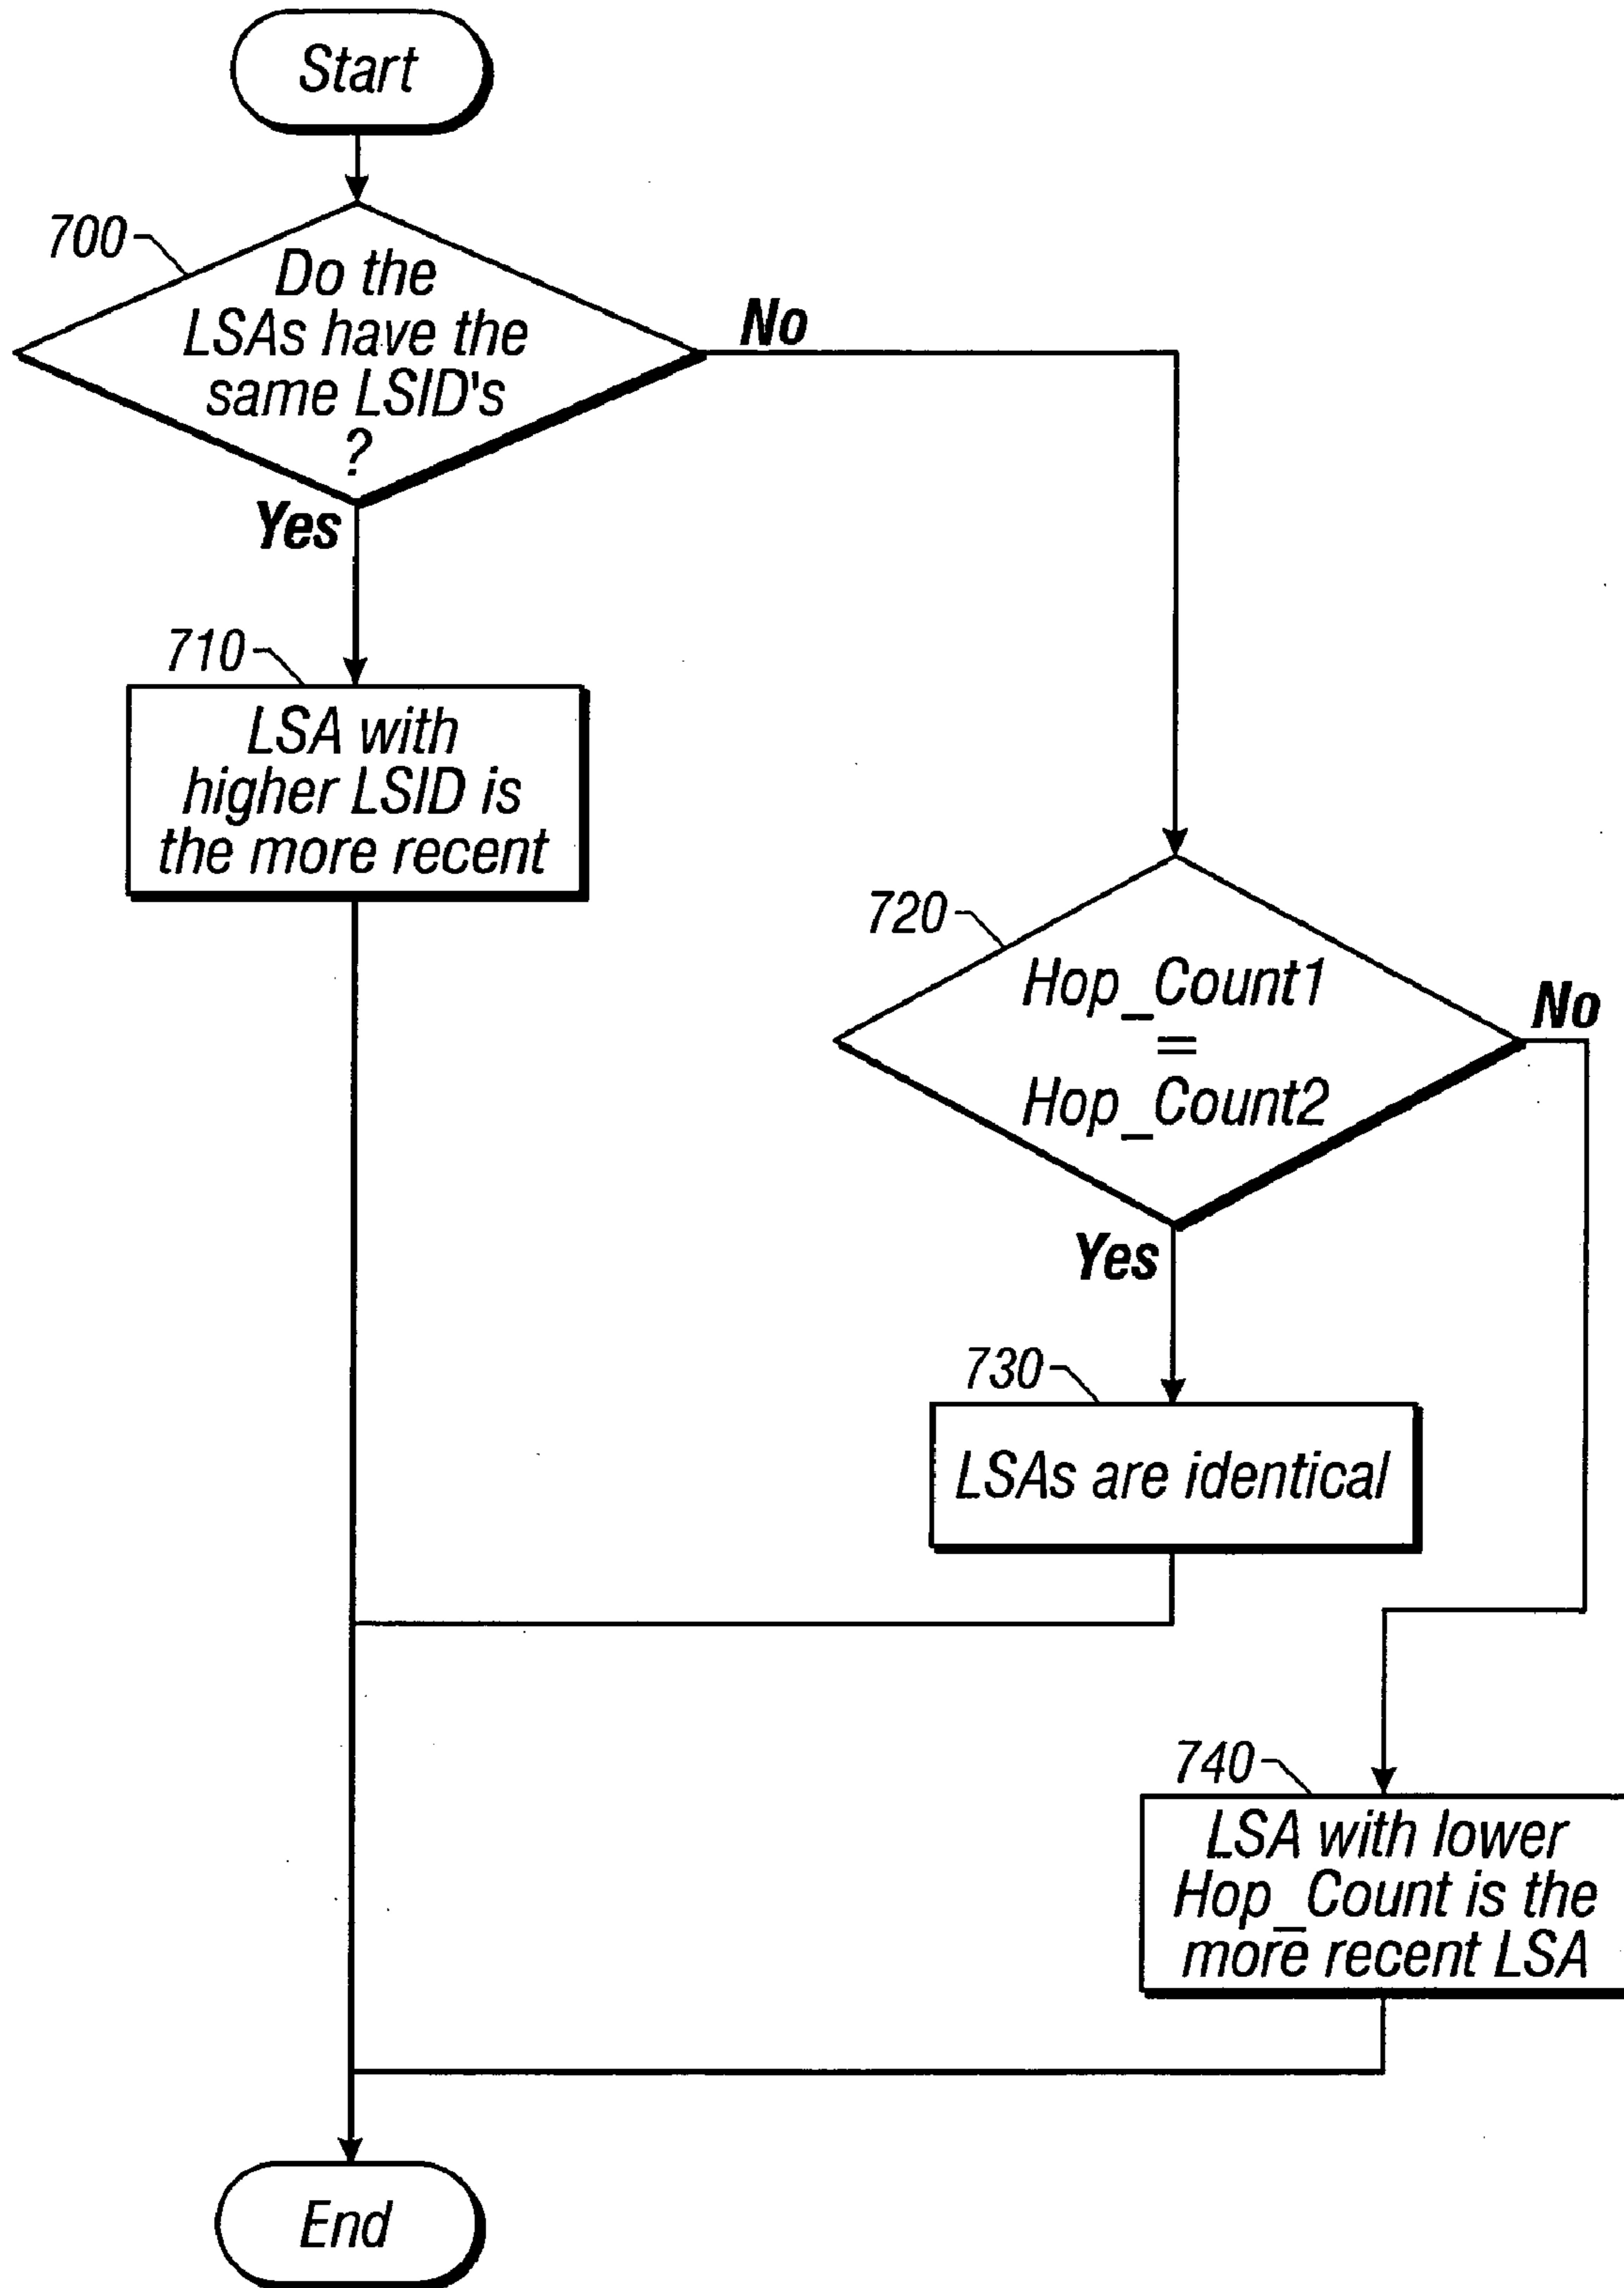 Start
700
Do the
LSAs have the
same LSID's
?
No
Yes
710
LSA with
higher LSID is
the more recent
720
Hop_Count1
=
Hop_Count2
No
Yes
730
LSAs are identical
740
LSA with lower
Hop_Count is the
more recent LSA
End